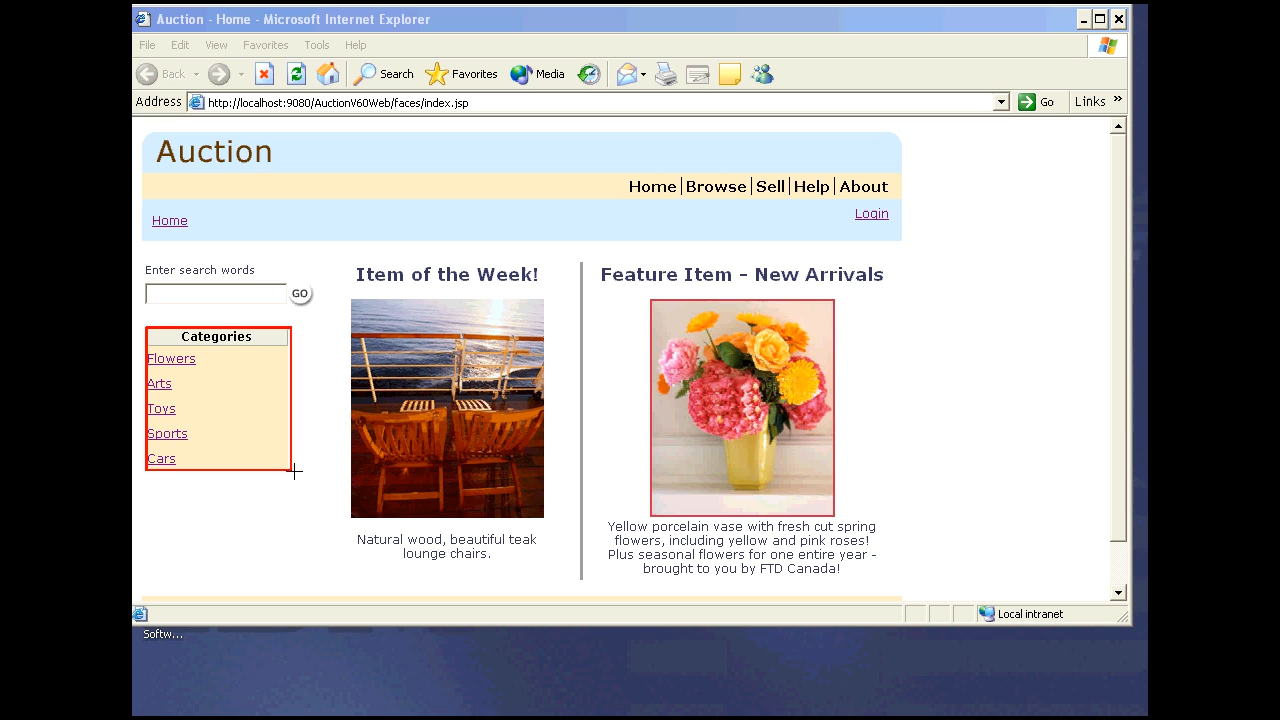 Auction - Home - Microsoft Internet Explorer
File Edit View Favorites Tools Help
Back Search Favorites Media
Address http://localhost:9080/AuctionV60Web/faces/index.jsp Go Links »
Auction
Home Browse Sell Help About
Home Login
Enter search words
GO
Categories
Flowers
Arts
Toys
Sports
Cars
Item of the Week!
Natural wood, beautiful teak
lounge chairs.
Feature Item - New Arrivals
Yellow porcelain vase with fresh cut spring
flowers, including yellow and pink roses!
Plus seasonal flowers for one entire year -
brought to you by FTD Canada!
Local intranet
Softw...